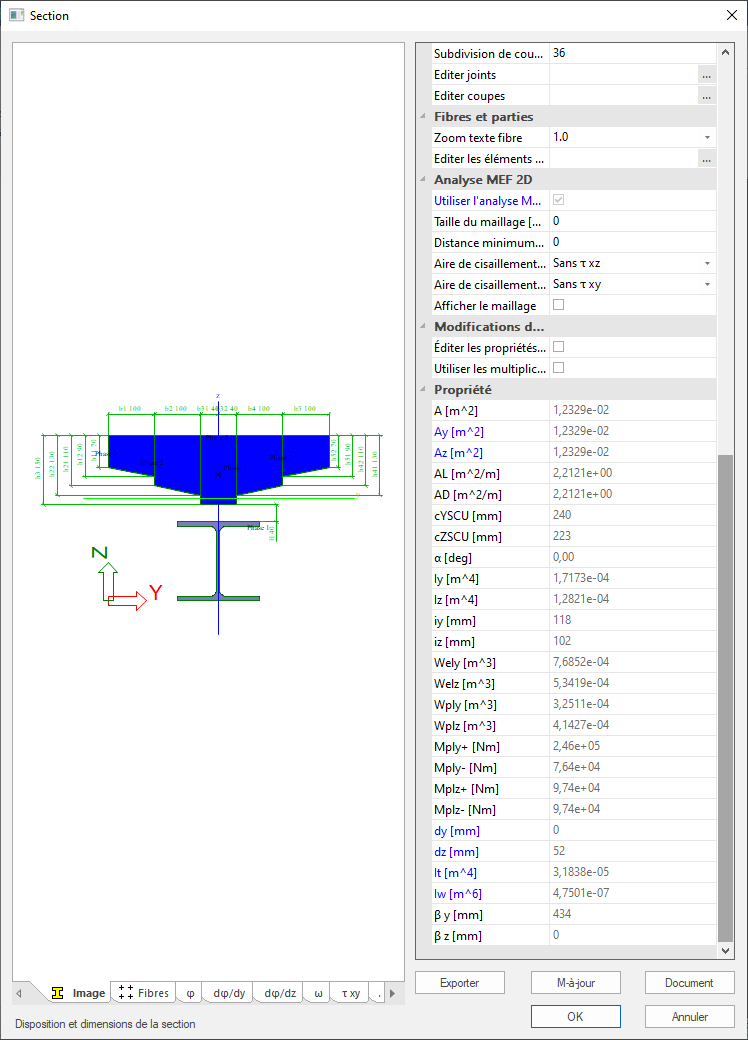 Section
Subdivision de cou... 36
Editer joints ...
Editer coupes ...
Fibres et parties
Zoom texte fibre 1.0
Editer les éléments ... ...
Analyse MEF 2D
Utiliser l'analyse M...
Taille du maillage [... 0
Distance minimum... 0
Aire de cisaillement... Sans τ xz
Aire de cisaillement... Sans τ xy
Afficher le maillage
Modifications d...
Éditer les propriétés...
Utiliser les multiplic...
Propriété
A [m^2] 1,2329e-02
Ay [m^2] 1,2329e-02
Az [m^2] 1,2329e-02
AL [m^2/m] 2,2121e+00
AD [m^2/m] 2,2121e+00
cYSCU [mm] 240
cZSCU [mm] 223
α [deg] 0,00
Iy [m^4] 1,7173e-04
Iz [m^4] 1,2821e-04
iy [mm] 118
iz [mm] 102
Wely [m^3] 7,6852e-04
Welz [m^3] 5,3419e-04
Wply [m^3] 3,2511e-04
Wplz [m^3] 4,1427e-04
Mply+ [Nm] 2,46e+05
Mply- [Nm] 7,64e+04
Mplz+ [Nm] 9,74e+04
Mplz- [Nm] 9,74e+04
dy [mm] 0
dz [mm] 52
It [m^4] 3,1838e-05
Iw [m^6] 4,7501e-07
β y [mm] 434
β z [mm] 0
z
b1 100 b2 100 b4 100 b5 100
Z
Y
Image Fibres φ dφ/dy dφ/dz ω τ xy .
Disposition et dimensions de la section
Exporter M-à-jour Document
OK Annuler